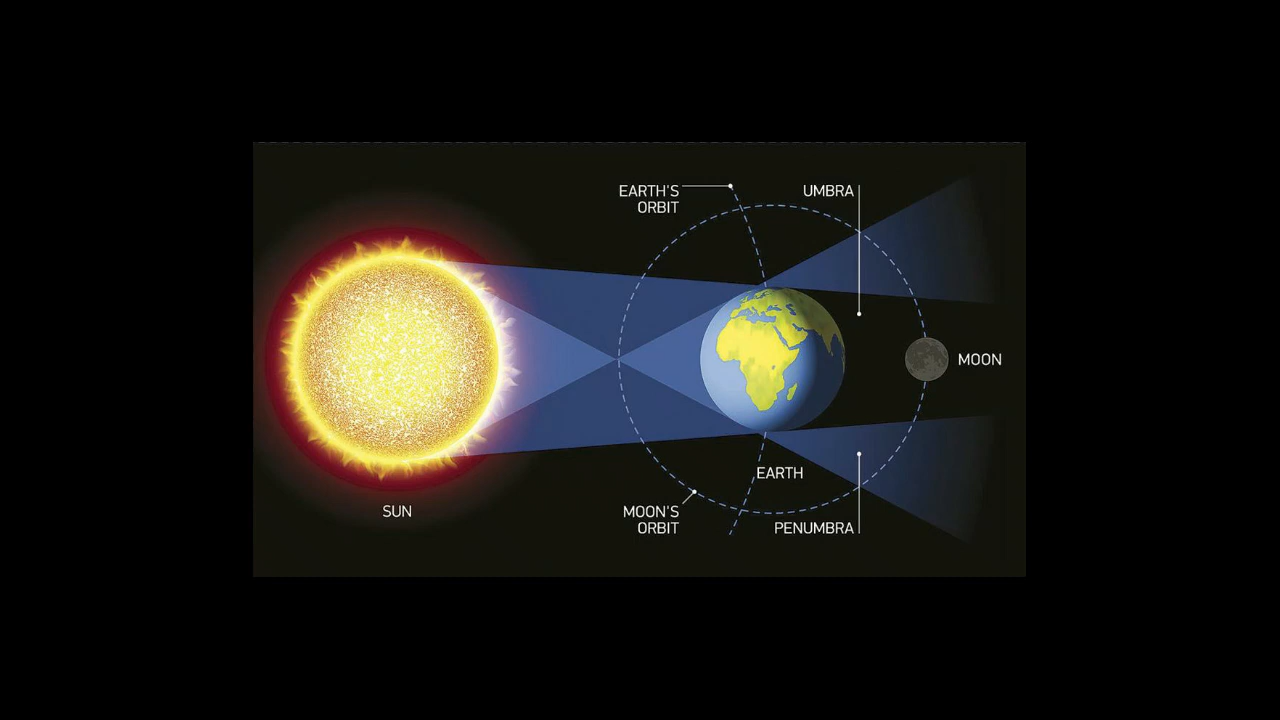 EARTH'S
ORBIT
UMBRA
MOON
EARTH
SUN
MOON'S
ORBIT
PENUMBRA